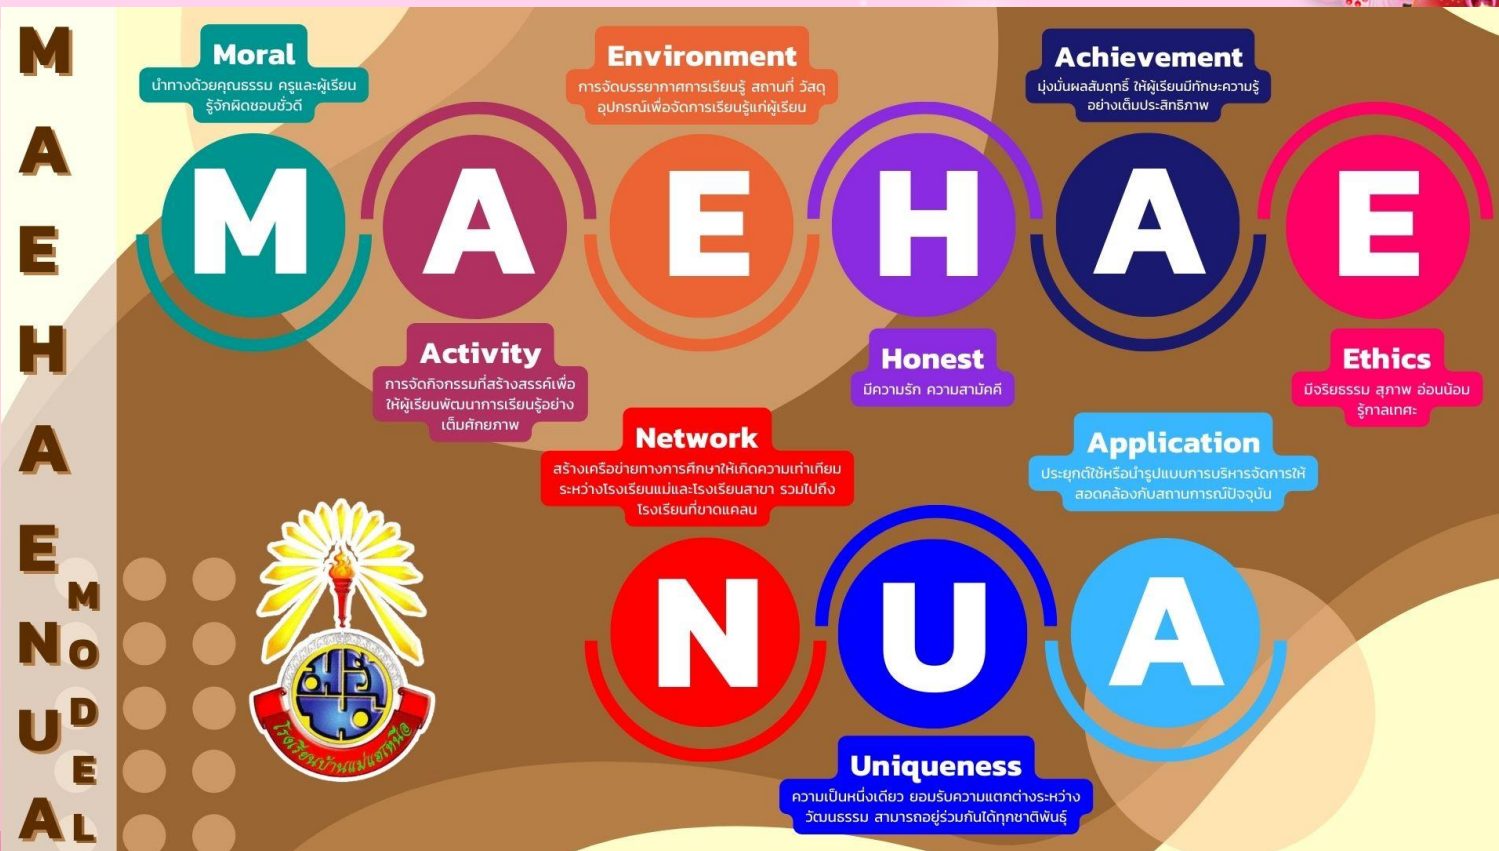 MAEHAENUA
MODEL
Moral
นำทางด้วยคุณธรรม ครูและผู้เรียน
รู้จักผิดชอบชั่วดี
Environment
การจัดบรรยากาศการเรียนรู้ สถานที่ วัสดุ
อุปกรณ์เพื่อจัดการเรียนรู้แก่ผู้เรียน
Achievement
มุ่งมั่นผลสัมฤทธิ์ ให้ผู้เรียนมีทักษะความรู้
อย่างเต็มประสิทธิภาพ
M A E H A E
Activity
การจัดกิจกรรมที่สร้างสรรค์เพื่อ
ให้ผู้เรียนพัฒนาการเรียนรู้อย่าง
เต็มศักยภาพ
Honest
มีความรัก ความสามัคคี
Ethics
มีจริยธรรม สุภาพ อ่อนน้อม
รู้กาลเทศะ
Network
สร้างเครือข่ายทางการศึกษาให้เกิดความเท่าเทียม
ระหว่างโรงเรียนแม่และโรงเรียนสาขา รวมไปถึง
โรงเรียนที่ขาดแคลน
Application
ประยุกต์ใช้หรือนำรูปแบบการบริหารจัดการให้
สอดคล้องกับสถานการณ์ปัจจุบัน
N U A
Uniqueness
ความเป็นหนึ่งเดียว ยอมรับความแตกต่างระหว่าง
วัฒนธรรม สามารถอยู่ร่วมกันได้ทุกชาติพันธุ์
โรงเรียนบ้านแม่แฮเหนือ